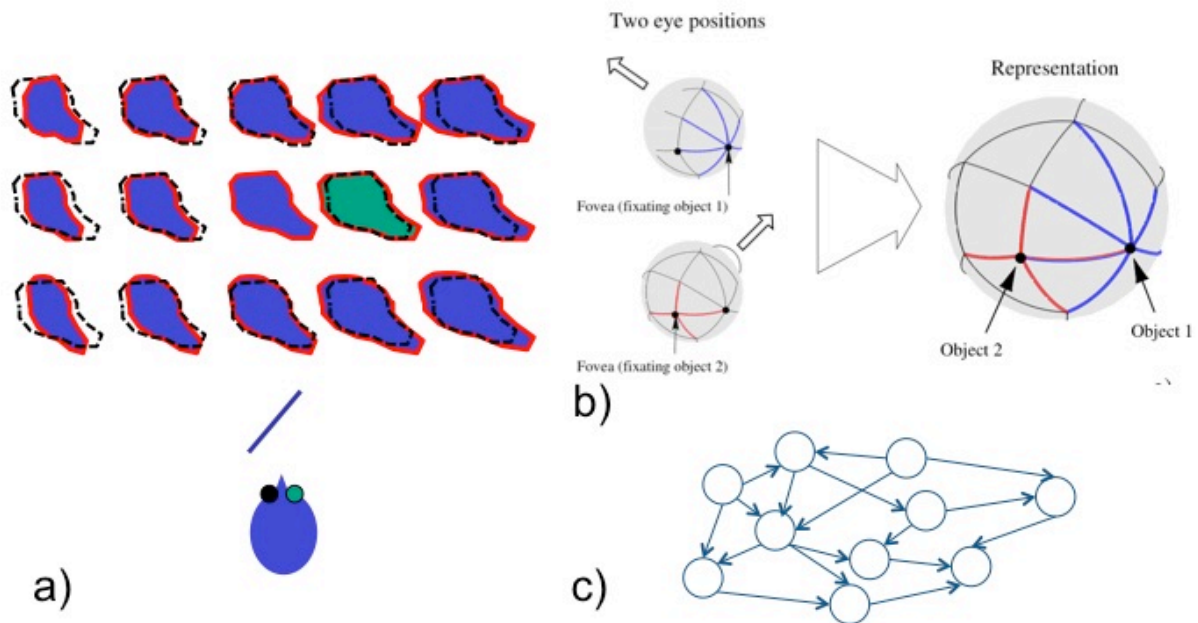 Two eye positions
Representation
Fovea (fixating object 1)
Object 1
Object 2
Fovea (fixating object 2)
a)
b)
c)